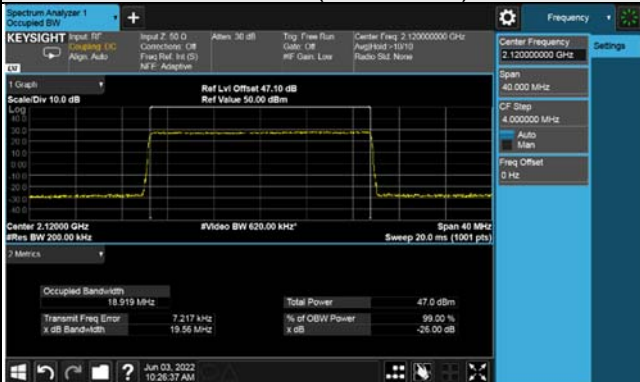 Spectrum Analyzer 1
Occupied BW
+
Frequency
KEYSIGHT
Input: RF
Coupling: DC
Align: Auto
Input Z: 50 Ω
Corrections: Off
Freq Ref: Int (S)
NFE: Adaptive
Atten: 30 dB
Trig: Free Run
Gate: Off
#IF Gain: Low
Center Freq: 2.120000000 GHz
Avg|Hold:>10/10
Radio Std: None
Center Frequency
2.120000000 GHz
Settings
Span
40.000 MHz
CF Step
4.000000 MHz
Auto
Man
Freq Offset
0 Hz
1 Graph
Scale/Div 10.0 dB
Ref Lvl Offset 47.10 dB
Ref Value 50.00 dBm
Log
40.0
30.0
20.0
10.0
0.00
-10.0
-20.0
-30.0
-40.0
Center 2.12000 GHz
#Res BW 200.00 kHz
#Video BW 620.00 kHz*
Span 40 MHz
Sweep 20.0 ms (1001 pts)
2 Metrics
Occupied Bandwidth
18.919 MHz
Total Power 47.0 dBm
Transmit Freq Error 7.217 kHz
% of OBW Power 99.00 %
x dB Bandwidth 19.56 MHz
x dB -26.00 dB
?
Jun 03, 2022
10:26:37 AM